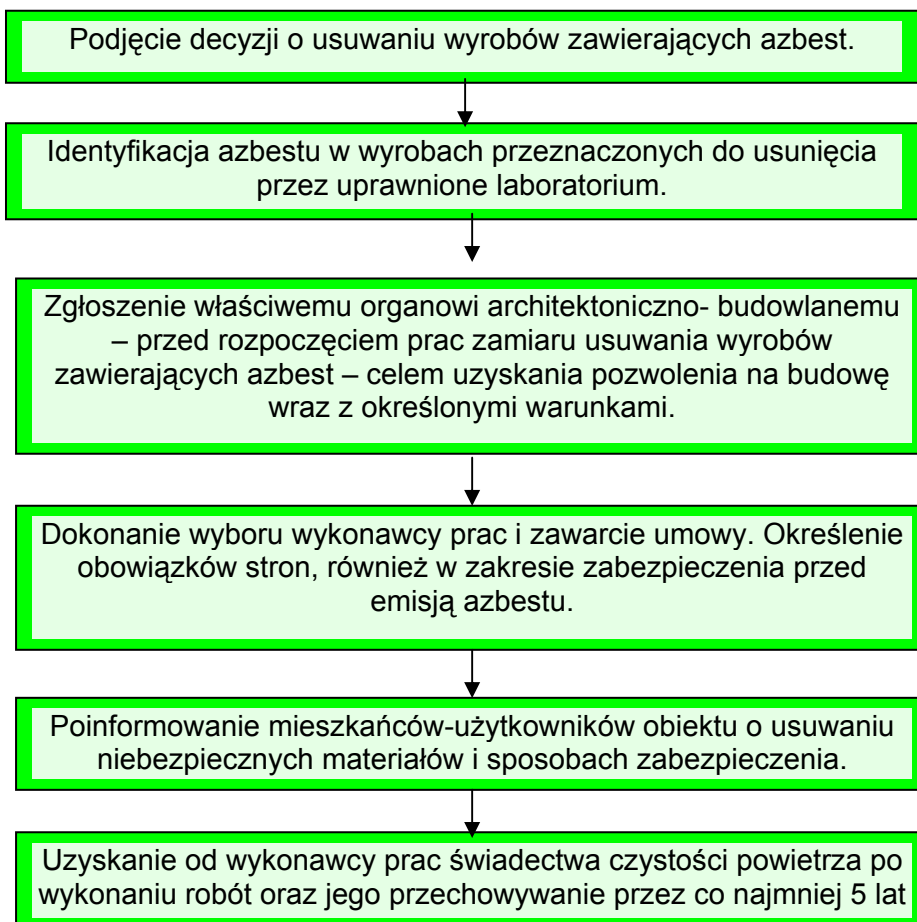 Podjęcie decyzji o usuwaniu wyrobów zawierających azbest.
Identyfikacja azbestu w wyrobach przeznaczonych do usunięcia
przez uprawnione laboratorium.
Zgłoszenie właściwemu organowi architektoniczno- budowlanemu
– przed rozpoczęciem prac zamiaru usuwania wyrobów
zawierających azbest – celem uzyskania pozwolenia na budowę
wraz z określonymi warunkami.
Dokonanie wyboru wykonawcy prac i zawarcie umowy. Określenie
obowiązków stron, również w zakresie zabezpieczenia przed
emisją azbestu.
Poinformowanie mieszkańców-użytkowników obiektu o usuwaniu
niebezpiecznych materiałów i sposobach zabezpieczenia.
Uzyskanie od wykonawcy prac świadectwa czystości powietrza po
wykonaniu robót oraz jego przechowywanie przez co najmniej 5 lat